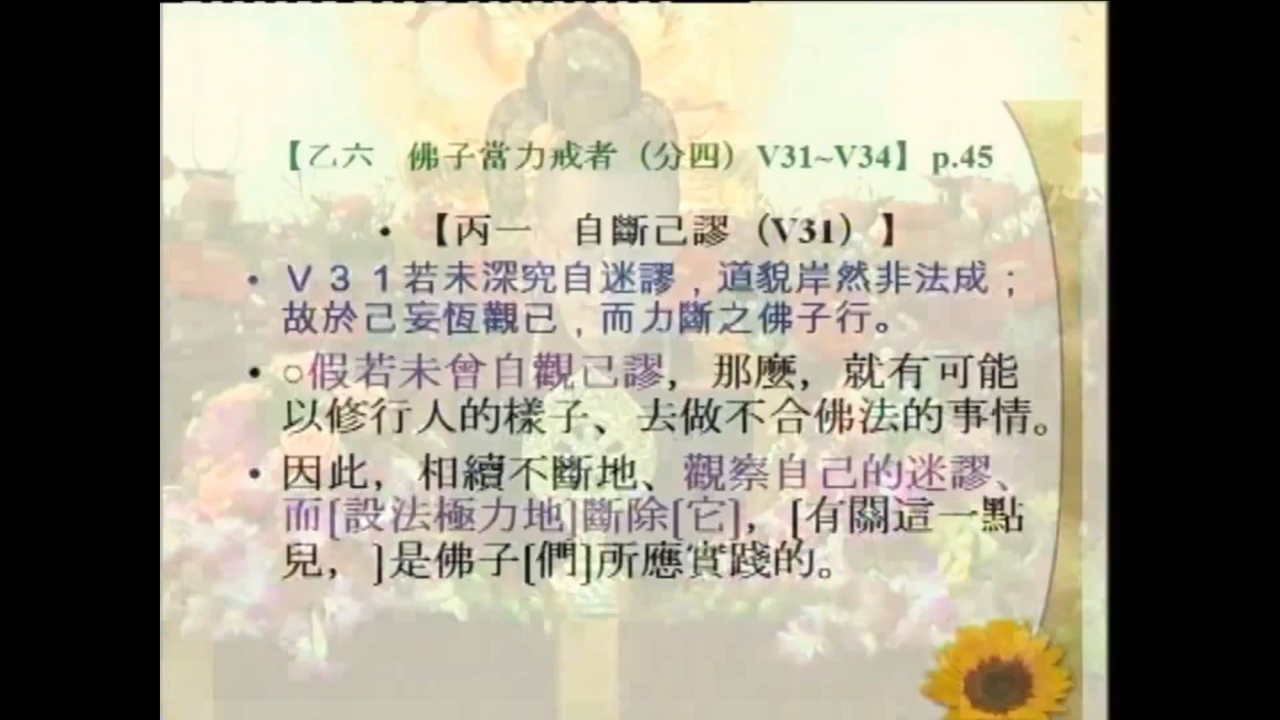 【乙六 佛子當力戒者（分四）V31~V34】 p.45
•【丙一 自斷己謬（V31）】
• Ｖ３１若未深究自迷謬，道貌岸然非法成；
故於己妄恆觀已，而力斷之佛子行。
• ○假若未曾自觀己謬，那麼，就有可能
以修行人的樣子、去做不合佛法的事情。
• 因此，相續不斷地、觀察自己的迷謬、
而[設法極力地]斷除[它]，[有關這一點
兒，]是佛子[們]所應實踐的。